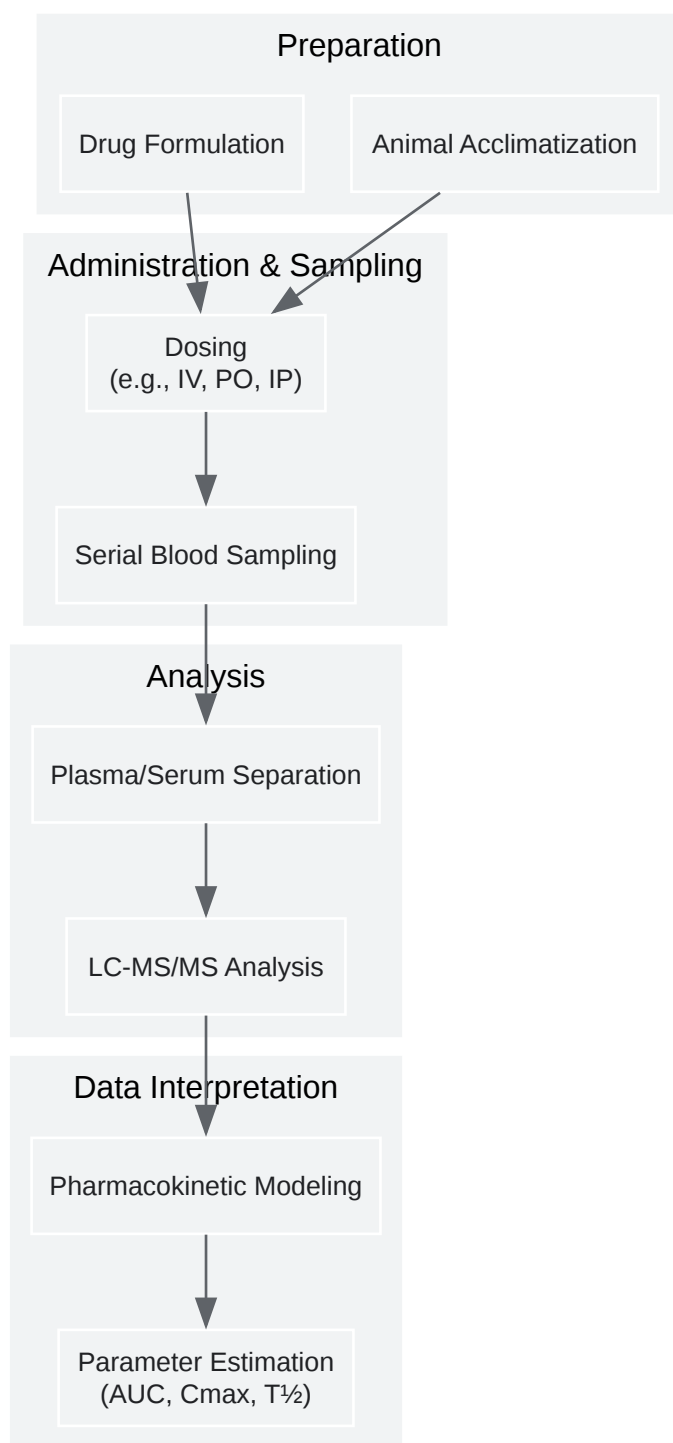 Preparation
Drug Formulation
Animal Acclimatization
Administration & Sampling
Dosing
(e.g., IV, PO, IP)
Serial Blood Sampling
Analysis
Plasma/Serum Separation
LC-MS/MS Analysis
Data Interpretation
Pharmacokinetic Modeling
Parameter Estimation
(AUC, Cmax, T½)